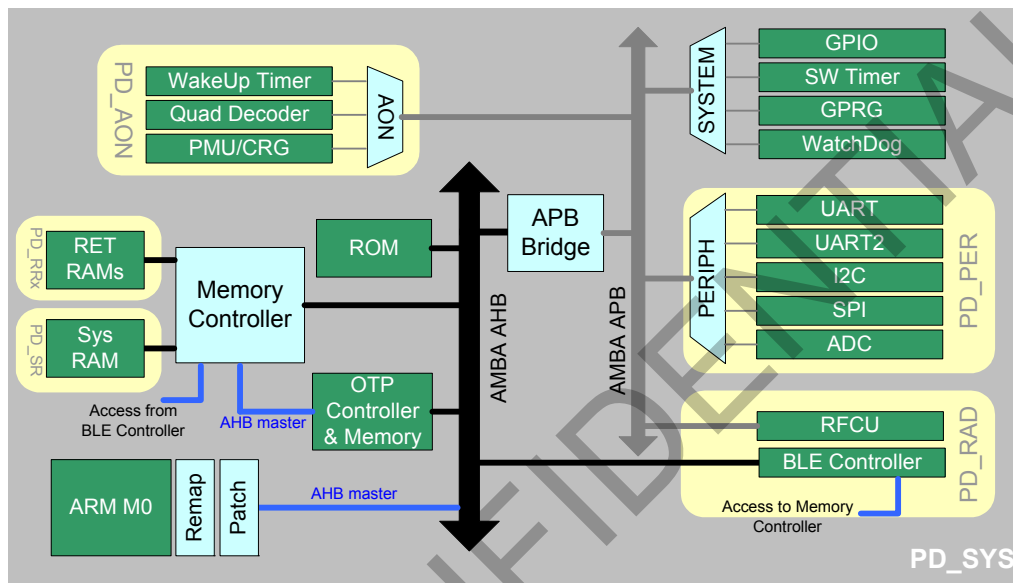 PD_AON
WakeUp Timer
Quad Decoder
PMU/CRG
AON
SYSTEM
GPIO
SW Timer
GPRG
WatchDog
PD_RRx
RET
RAMs
PD_SR
Sys
RAM
Memory
Controller
ROM
APB
Bridge
AMBA AHB
AMBA APB
PERIPH
UART
UART2
I2C
SPI
ADC
PD_PER
Access from
BLE Controller
AHB master
OTP
Controller
& Memory
RFCU
BLE Controller
PD_RAD
Access to Memory
Controller
ARM M0
Remap
Patch
AHB master
PD_SYS
FIDENTIA